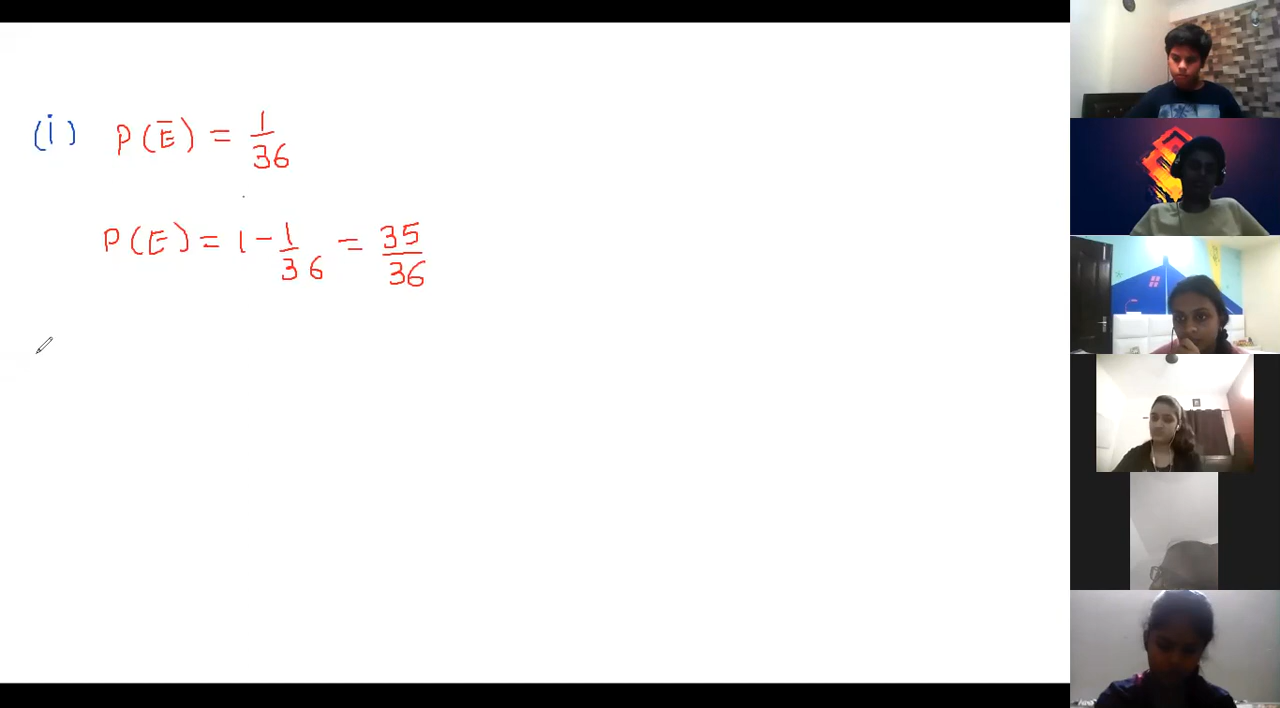 (i) P(Ē) = 1/36
P(E) = 1 - 1/36 = 35/36